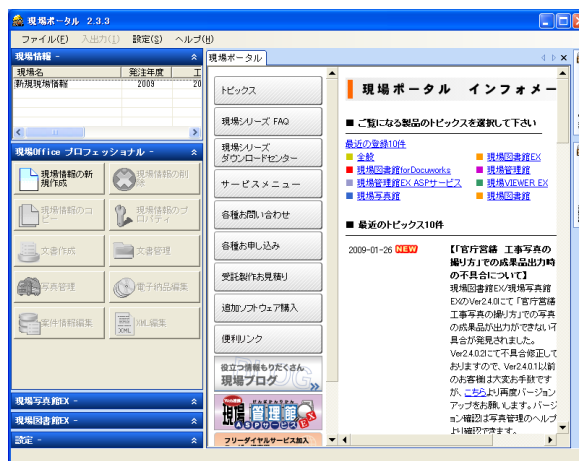 現場ポータル 2.3.3
ファイル(F) 入出力(I) 設定(S) ヘルプ(H)
現場情報 -
現場名 発注年度 工
新規現場情報 2009 20
現場Office プロフェッショナル -
現場情報の新規作成
現場情報の削除
現場情報のコピー
現場情報のプロパティ
文書作成
文書管理
写真管理
電子納品編集
案件情報編集
XML編集
現場写真館EX -
現場図書館EX -
設定 -
現場ポータル
トピックス
現場シリーズ FAQ
現場シリーズ
ダウンロードセンター
サービスメニュー
各種お問い合わせ
各種お申し込み
受託製作お見積り
追加ソフトウェア購入
便利リンク
役立つ情報もりだくさん
現場ブログ
現場管理館EX
ASPサービス
フリーダイヤルサービス加入
現場ポータル インフォメー
■ ご覧になる製品のトピックスを選択して下さい
最近の登録10件
全般
現場図書館EX
現場図書館forDocuworks
現場管理館
現場管理館EX ASPサービス
現場VIEWER EX
現場写真館
現場図書館
■ 最近のトピックス10件
2009-01-26 NEW
【「官庁営繕 工事写真の
撮り方」での成果品出力時
の不具合について】
現場図書館EX/現場写真館
EXのVer2.4.0にて「官庁営繕
工事写真の撮り方」での写真
の成果品が出力ができない不
具合が発見されました。
Ver2.4.0.2にて不具合修正して
おりますので、Ver2.4.0.1以前
のお客様は大変お手数です
が、こちらより再度バージョン
アップをお願いします。バージ
ョン確認は写真管理のヘルプ
より確認できます。